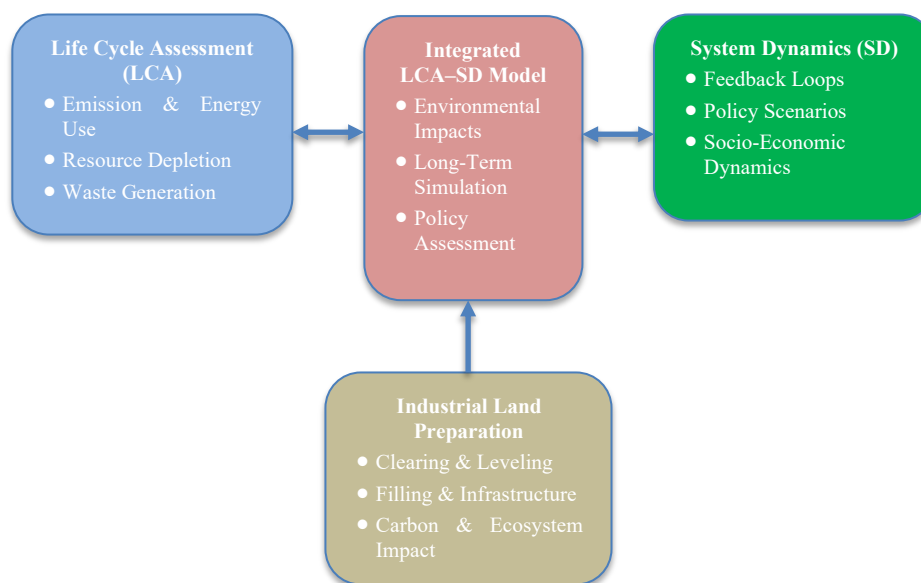 Life Cycle Assessment
(LCA)
● Emission & Energy
Use
● Resource Depletion
● Waste Generation
Integrated
LCA–SD Model
● Environmental
Impacts
● Long-Term
Simulation
● Policy
Assessment
System Dynamics (SD)
● Feedback Loops
● Policy Scenarios
● Socio-Economic
Dynamics
Industrial Land
Preparation
● Clearing & Leveling
● Filling & Infrastructure
● Carbon & Ecosystem
Impact